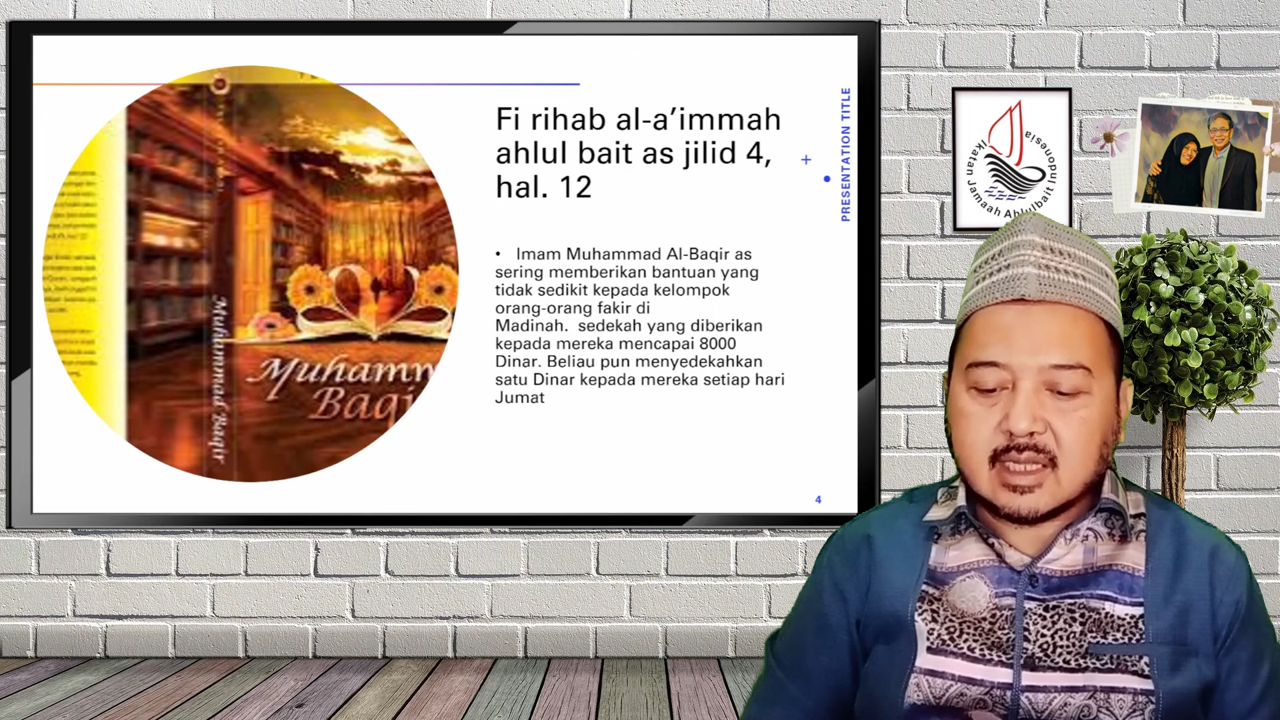 Fi rihab al-a’immah
ahlul bait as jilid 4,
hal. 12
• Imam Muhammad Al-Baqir as
sering memberikan bantuan yang
tidak sedikit kepada kelompok
orang-orang fakir di
Madinah.  sedekah yang diberikan
kepada mereka mencapai 8000
Dinar. Beliau pun menyedekahkan
satu Dinar kepada mereka setiap hari
Jumat
PRESENTATION TITLE
4
Muhammad Baqir
Ikatan Jamaah Ahlulbait Indonesia